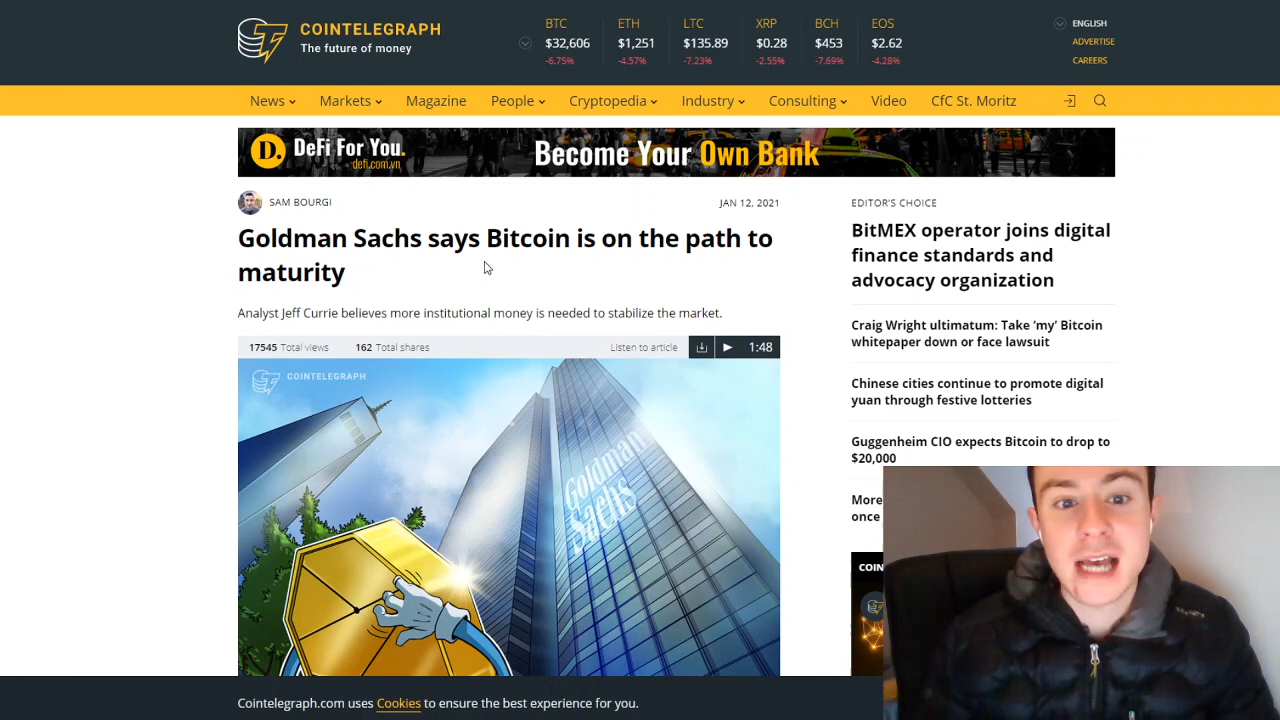 COINTELEGRAPH
The future of money
BTC
$32,606
-6.75%
ETH
$1,251
-4.57%
LTC
$135.89
-7.23%
XRP
$0.28
-2.55%
BCH
$453
-7.69%
EOS
$2.62
-4.28%
ENGLISH
ADVERTISE
CAREERS
News Markets Magazine People Cryptopedia Industry Consulting Video CfC St. Moritz
D. DeFi For You.
defi.com.vn
Become Your Own Bank
SAM BOURGI
JAN 12, 2021
Goldman Sachs says Bitcoin is on the path to
maturity
Analyst Jeff Currie believes more institutional money is needed to stabilize the market.
17545 Total views 162 Total shares Listen to article 1:48
COINTELEGRAPH
Goldman
Sachs
EDITOR'S CHOICE
BitMEX operator joins digital
finance standards and
advocacy organization
Craig Wright ultimatum: Take ‘my’ Bitcoin
whitepaper down or face lawsuit
Chinese cities continue to promote digital
yuan through festive lotteries
Guggenheim CIO expects Bitcoin to drop to
$20,000
More
once
COIN
Cointelegraph.com uses Cookies to ensure the best experience for you.